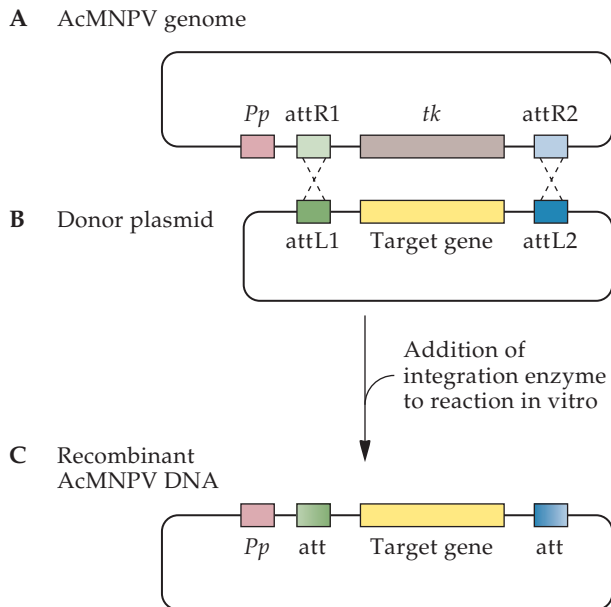 A AcMNPV genome
Pp attR1 tk attR2
B Donor plasmid
attL1 Target gene attL2
Addition of
integration enzyme
to reaction in vitro
C Recombinant
AcMNPV DNA
Pp att Target gene att